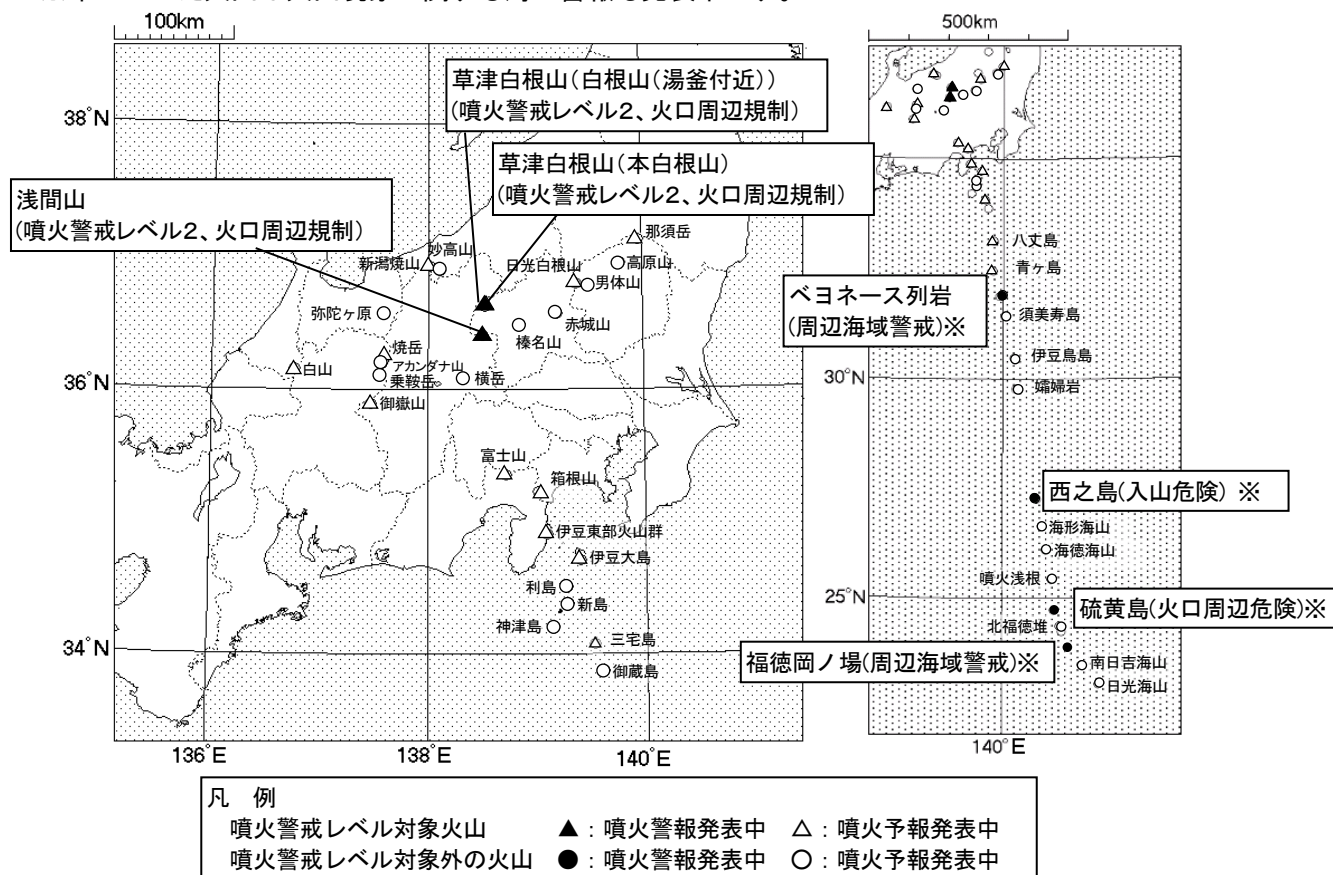 100km
500km
草津白根山(白根山(湯釜付近))
(噴火警戒レベル2、火口周辺規制)
38°N
草津白根山(本白根山)
(噴火警戒レベル2、火口周辺規制)
浅間山
(噴火警戒レベル2、火口周辺規制)
那須岳
妙高山
新潟焼山
日光白根山
高原山
男体山
弥陀ヶ原
赤城山
榛名山
焼岳
アカンダナ山
白山
乗鞍岳
横岳
36°N
御嶽山
富士山
箱根山
伊豆東部火山群
伊豆大島
利島
新島
神津島
34°N
三宅島
御蔵島
136°E
138°E
140°E
八丈島
青ヶ島
ベヨネース列岩
(周辺海域警戒)※
須美寿島
伊豆鳥島
30°N
孀婦岩
西之島(入山危険) ※
海形海山
海徳海山
噴火浅根
25°N
硫黄島(火口周辺危険)※
北福徳堆
福徳岡ノ場(周辺海域警戒)※
南日吉海山
日光海山
140°E
凡 例
噴火警戒レベル対象火山 ▲:噴火警報発表中 △:噴火予報発表中
噴火警戒レベル対象外の火山 ●:噴火警報発表中 ○:噴火予報発表中